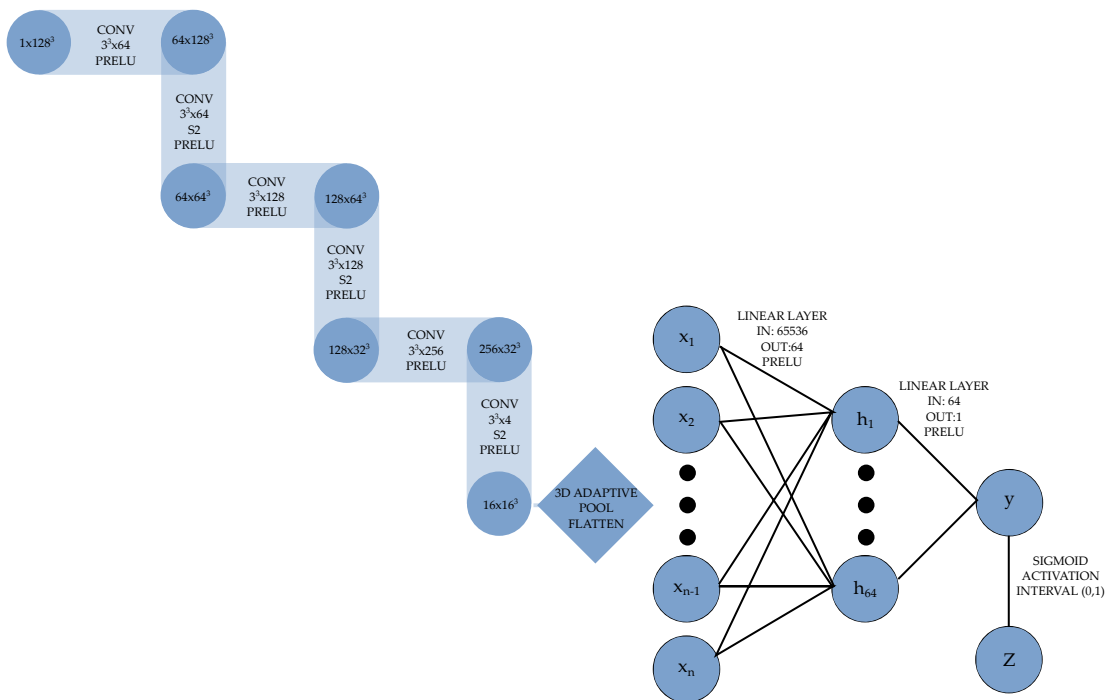 1x128³
CONV
3³x64
PRELU
64x128³
CONV
3³x64
S2
PRELU
64x64³
CONV
3³x128
PRELU
128x64³
CONV
3³x128
S2
PRELU
128x32³
CONV
3³x256
PRELU
256x32³
CONV
3³x4
S2
PRELU
16x16³
3D ADAPTIVE
POOL
FLATTEN
x₁
x₂
xₙ₋₁
xₙ
LINEAR LAYER
IN: 65536
OUT:64
PRELU
h₁
h₆₄
LINEAR LAYER
IN: 64
OUT:1
PRELU
y
SIGMOID
ACTIVATION
INTERVAL (0,1)
Z